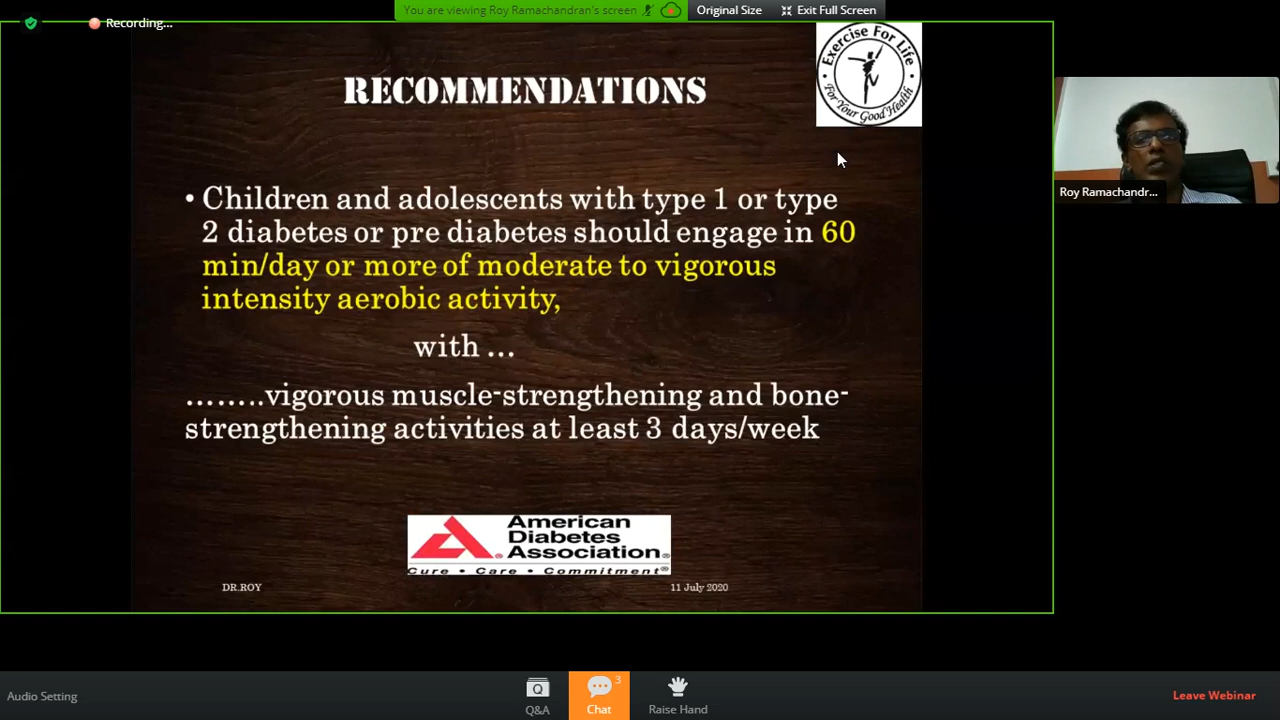 You are viewing Roy Ramachandran's screen
Original Size
Exit Full Screen
Recording...
Exercise For Life
For Your Good Health
RECOMMENDATIONS
Roy Ramachandr...
• Children and adolescents with type 1 or type
2 diabetes or pre diabetes should engage in 60
min/day or more of moderate to vigorous
intensity aerobic activity,
with ...
........vigorous muscle-strengthening and bone-
strengthening activities at least 3 days/week
American
Diabetes
Association®
Cure • Care • Commitment®
DR.ROY
11 July 2020
Audio Setting
Q
Q&A
3
Chat
Raise Hand
Leave Webinar